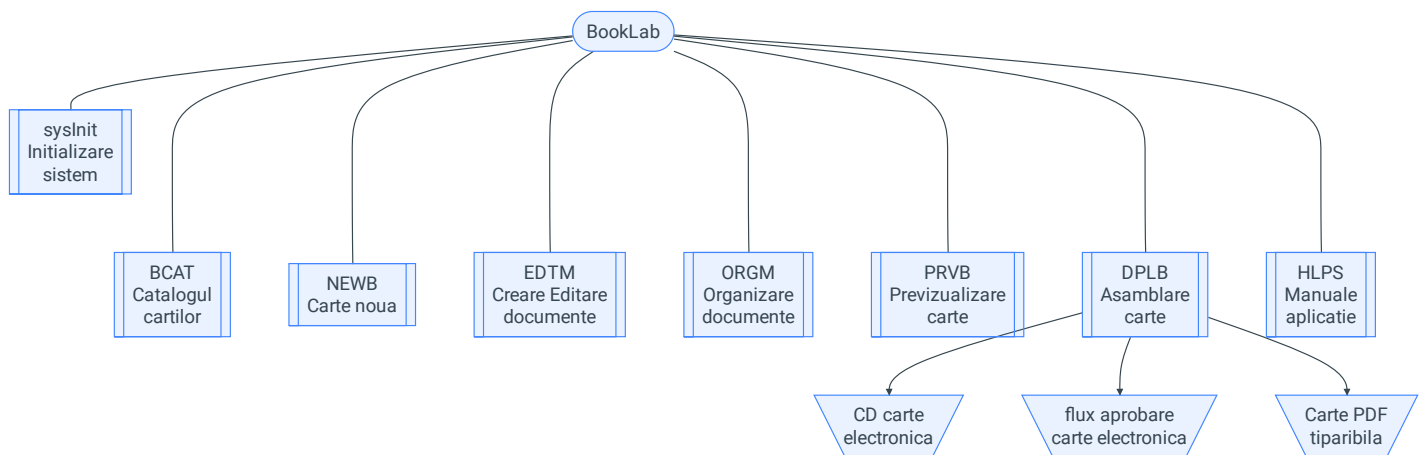 BookLab
sysInit
Initializare
sistem
BCAT
Catalogul
cartilor
NEWB
Carte noua
EDTM
Creare Editare
documente
ORGM
Organizare
documente
PRVB
Previzualizare
carte
DPLB
Asamblare
carte
HLPS
Manuale
aplicatie
CD carte
electronica
flux aprobare
carte electronica
Carte PDF
tiparibila